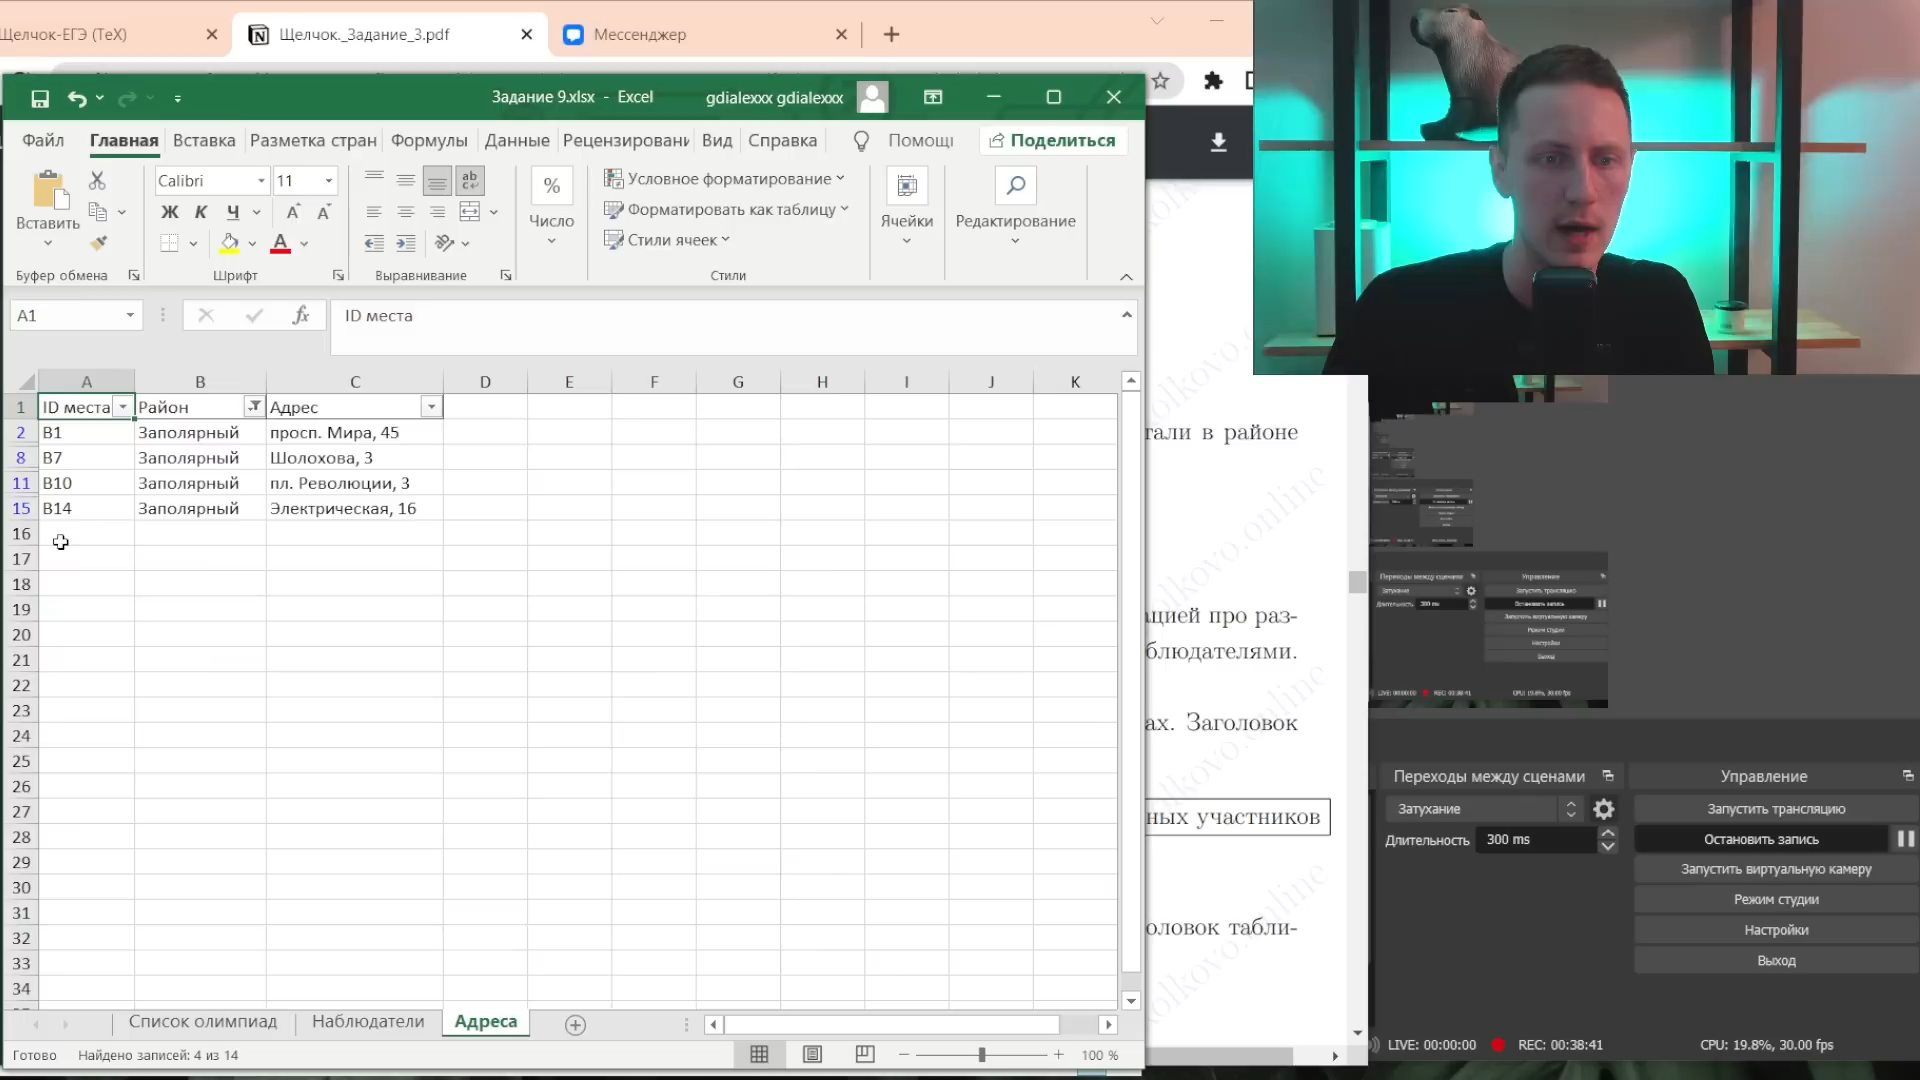 Щелчок-ЕГЭ (TeX)
Щелчок._Задание_3.pdf
Мессенджер
Задание 9.xlsx - Excel
gdialexxx gdialexxx
Файл
Главная
Вставка
Разметка стран
Формулы
Данные
Рецензировани
Вид
Справка
Помощ
Поделиться
Вставить
Буфер обмена
Calibri
11
Ж К Ч
Шрифт
Выравнивание
%
Число
Условное форматирование
Форматировать как таблицу
Стили ячеек
Стили
Ячейки
Редактирование
A1
fx
ID места
A B C D E F G H I J K
1 ID места Район Адрес
2 B1 Заполярный просп. Мира, 45
8 B7 Заполярный Шолохова, 3
11 B10 Заполярный пл. Революции, 3
15 B14 Заполярный Электрическая, 16
16
17
18
19
20
21
22
23
24
25
26
27
28
29
30
31
32
33
34
Список олимпиад
Наблюдатели
Адреса
Готово
Найдено записей: 4 из 14
100 %
тали в районе
цией про раз-
блюдателями.
ах. Заголовок
ных участников
оловок табли-
Переходы между сценами
Управление
Затухание
Длительность 300 ms
Запустить трансляцию
Остановить запись
Запустить виртуальную камеру
Режим студии
Настройки
Выход
LIVE: 00:00:00
REC: 00:38:41
CPU: 19.8%, 30.00 fps